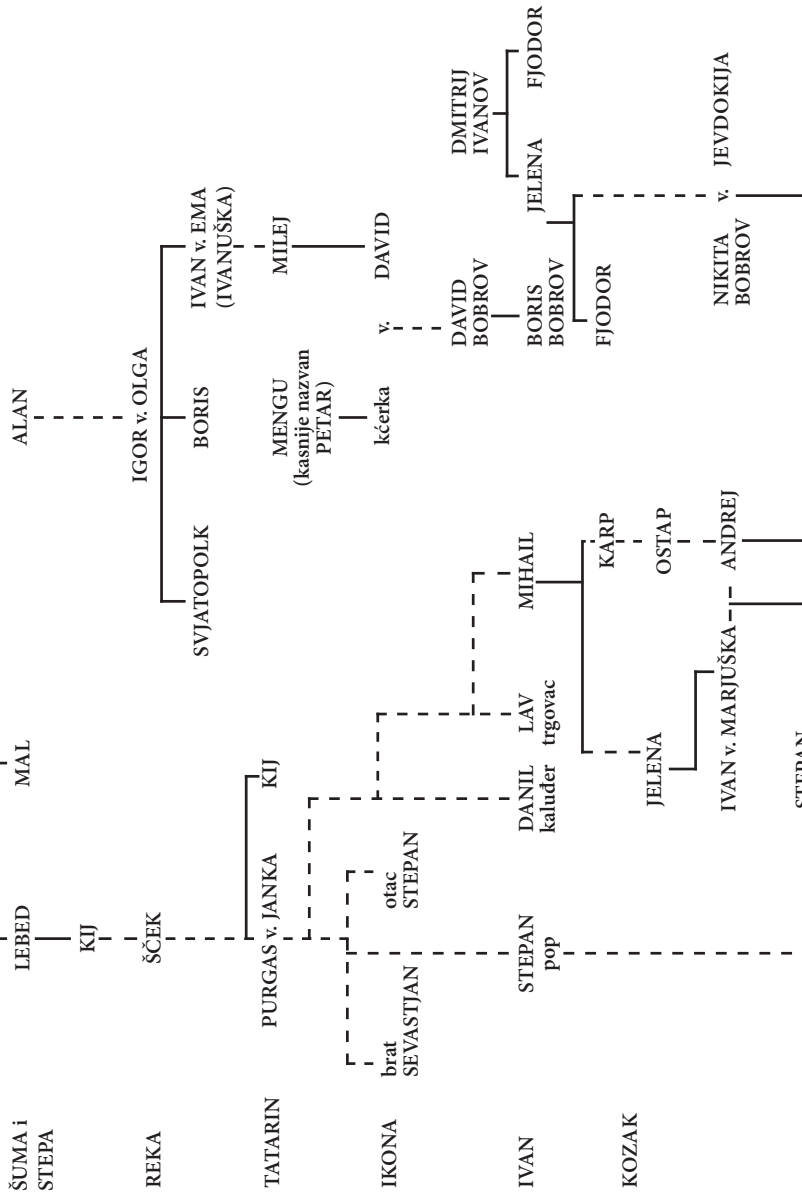 ŠUMA i
STEPA
LEBED
MAL
ALAN
KIJ
REKA
ŠČEK
IGOR v. OLGA
SVJATOPOLK
BORIS
IVAN v. EMA
(IVANUŠKA)
TATARIN
PURGAS v. JANKA
KIJ
MENGU
(kasnije nazvan
PETAR)
MILEJ
IKONA
brat
SEVASTJAN
otac
STEPAN
kćerka
v.
DAVID
DAVID
BOBROV
DMITRIJ
IVANOV
IVAN
STEPAN
pop
DANIL
kaluđer
LAV
trgovac
MIHAIL
BORIS
BOBROV
JELENA
FJODOR
KOZAK
KARP
FJODOR
JELENA
OSTAP
IVAN v. MARJUŠKA
ANDREJ
NIKITA
BOBROV
v.
JEVDOKIJA
STEPAN